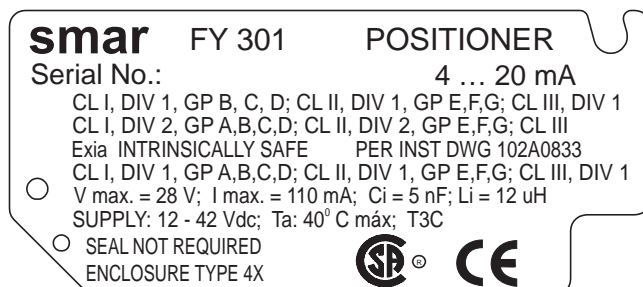 smar FY 301 POSITIONER
Serial No.: 4 ... 20 mA
CL I, DIV 1, GP B, C, D; CL II, DIV 1, GP E,F,G; CL III, DIV 1
CL I, DIV 2, GP A,B,C,D; CL II, DIV 2, GP E,F,G; CL III
Exia INTRINSICALLY SAFE PER INST DWG 102A0833
CL I, DIV 1, GP A,B,C,D; CL II, DIV 1, GP E,F,G; CL III, DIV 1
V max. = 28 V; I max. = 110 mA; Ci = 5 nF; Li = 12 uH
SUPPLY: 12 - 42 Vdc; Ta: 40⁰ C máx; T3C
SEAL NOT REQUIRED
ENCLOSURE TYPE 4X
SA ® CE